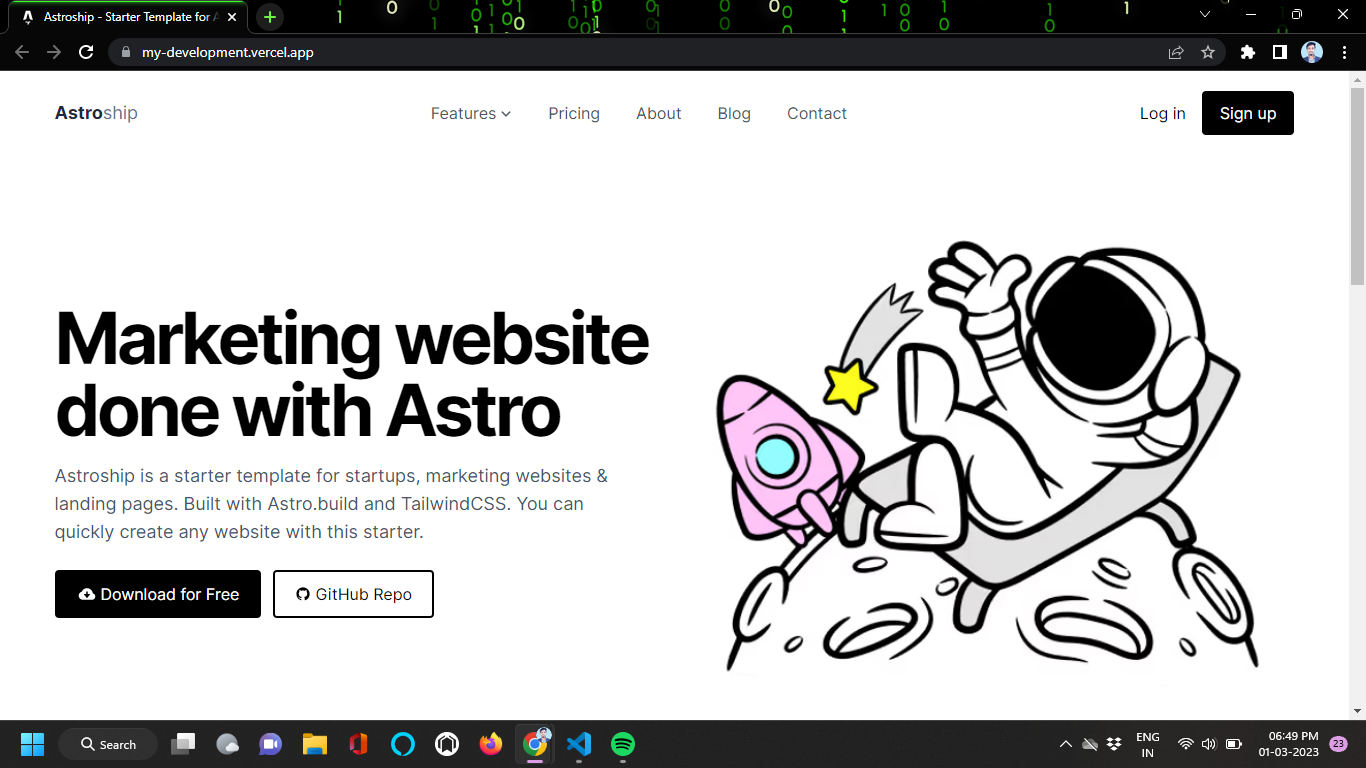 Astroship - Starter Template for A
my-development.vercel.app
Astroship
Features
Pricing
About
Blog
Contact
Log in
Sign up
Marketing website
done with Astro
Astroship is a starter template for startups, marketing websites &
landing pages. Built with Astro.build and TailwindCSS. You can
quickly create any website with this starter.
Download for Free
GitHub Repo
Search
ENG
IN
06:49 PM
01-03-2023
23